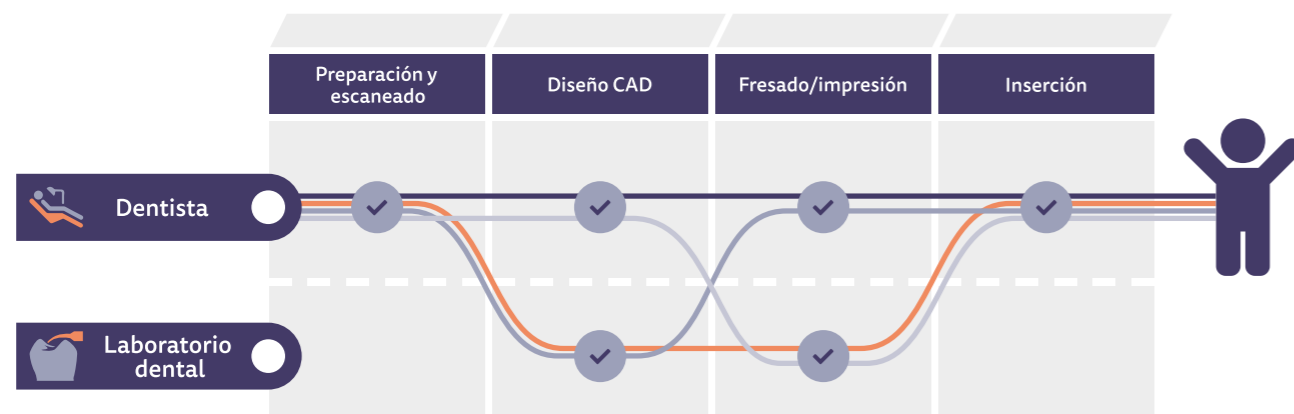 Preparación y
escaneado
Diseño CAD
Fresado/impresión
Inserción
Dentista
Laboratorio
dental